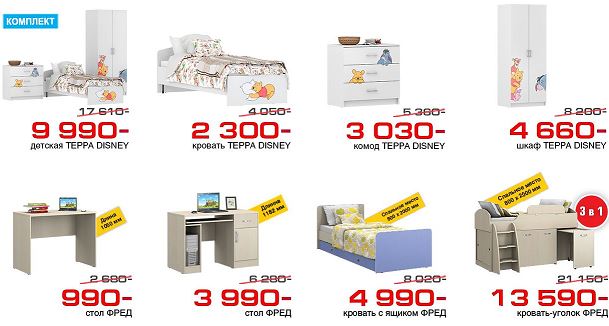 КОМПЛЕКТ
17 610-
9 990-
детская ТЕРРА DISNEY
4 050-
2 300-
кровать ТЕРРА DISNEY
5 360-
3 030-
комод ТЕРРА DISNEY
8 200-
4 660-
шкаф ТЕРРА DISNEY
Длина
1000 мм
2 680-
990-
стол ФРЕД
Длина
1182 мм
6 280-
3 990-
стол ФРЕД
Спальное место
800 x 2000 мм
8 020-
4 990-
кровать с ящиком ФРЕД
Спальное место
800 x 2000 мм
3 в 1
21 150-
13 590-
кровать-уголок ФРЕД